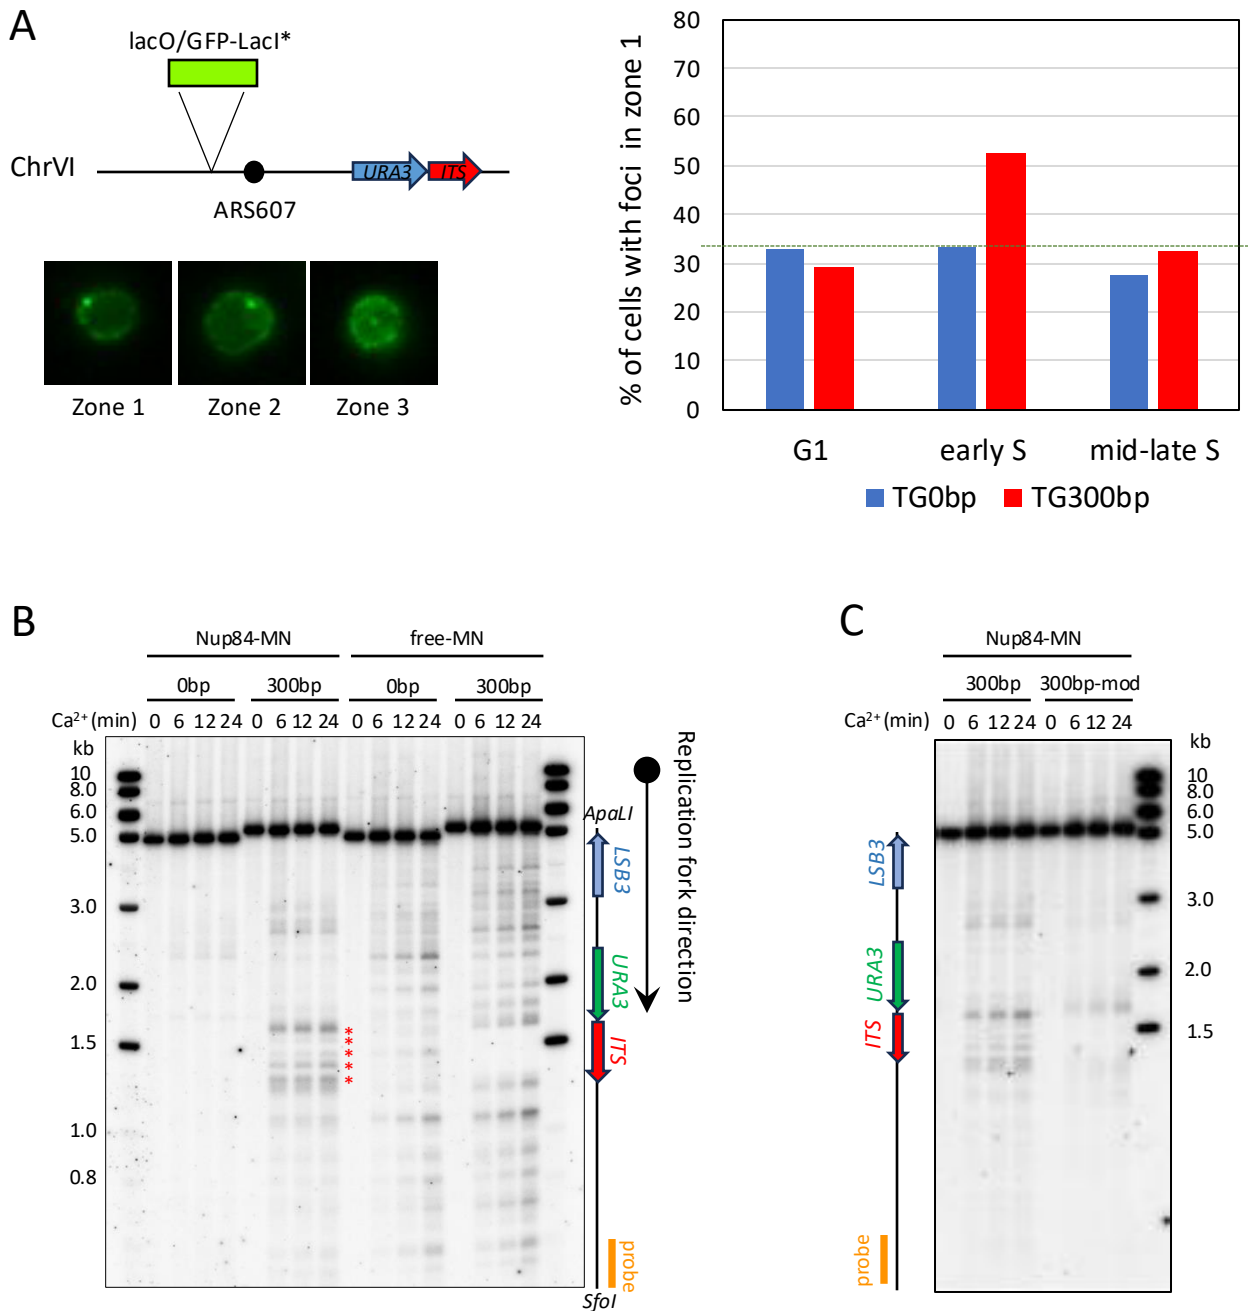 A
lacO/GFP-LacI*
ChrVI
URA3
ITS
ARS607
Zone 1
Zone 2
Zone 3
% of cells with foci in zone 1
80
70
60
50
40
30
20
10
0
G1
early S
mid-late S
TG0bp
TG300bp
B
Nup84-MN
free-MN
0bp
300bp
0bp
300bp
Ca²⁺ (min)
0 6 12 24 0 6 12 24 0 6 12 24 0 6 12 24
kb
10
8.0
6.0
5.0
3.0
2.0
1.5
1.0
0.8
*
*
*
*
*
ApaLI
LSB3
URA3
ITS
probe
SfoI
Replication fork direction
C
Nup84-MN
300bp
300bp-mod
Ca²⁺ (min)
0 6 12 24 0 6 12 24
kb
10
8.0
6.0
5.0
3.0
2.0
1.5
LSB3
URA3
ITS
probe